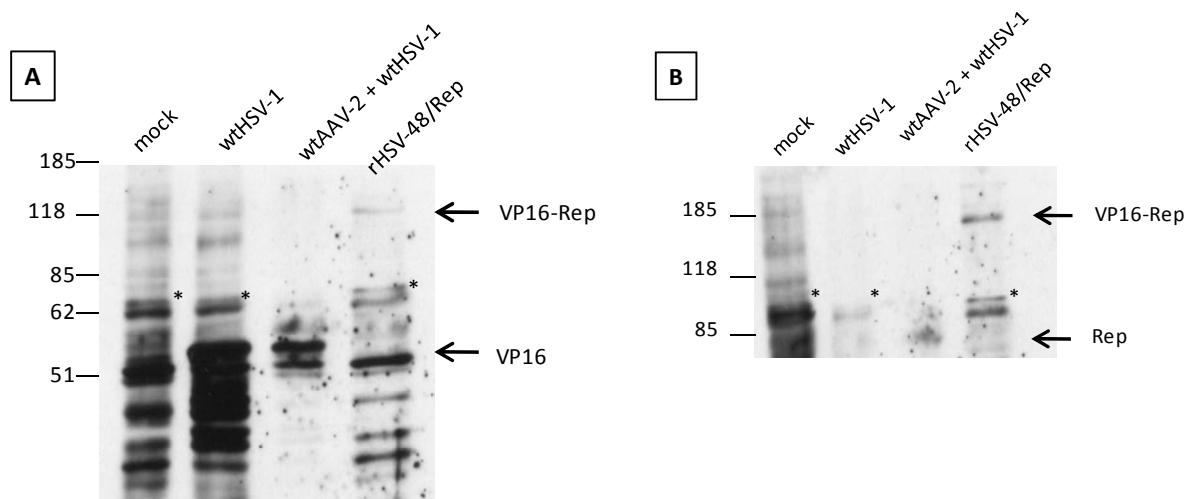 A
mock
wtHSV-1
wtAAV-2 + wtHSV-1
rHSV-48/Rep
185
118
85
62
51
*
*
*
VP16-Rep
VP16
B
mock
wtHSV-1
wtAAV-2 + wtHSV-1
rHSV-48/Rep
185
118
85
*
*
*
VP16-Rep
Rep